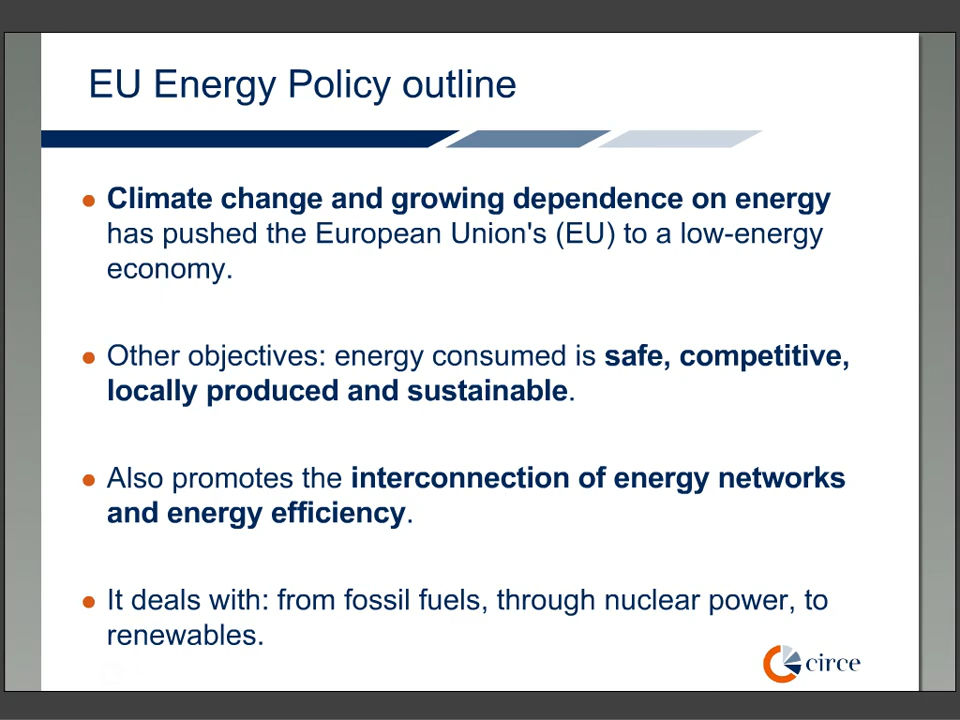 EU Energy Policy outline
● Climate change and growing dependence on energy
has pushed the European Union's (EU) to a low-energy
economy.
● Other objectives: energy consumed is safe, competitive,
locally produced and sustainable.
● Also promotes the interconnection of energy networks
and energy efficiency.
● It deals with: from fossil fuels, through nuclear power, to
renewables.
circe